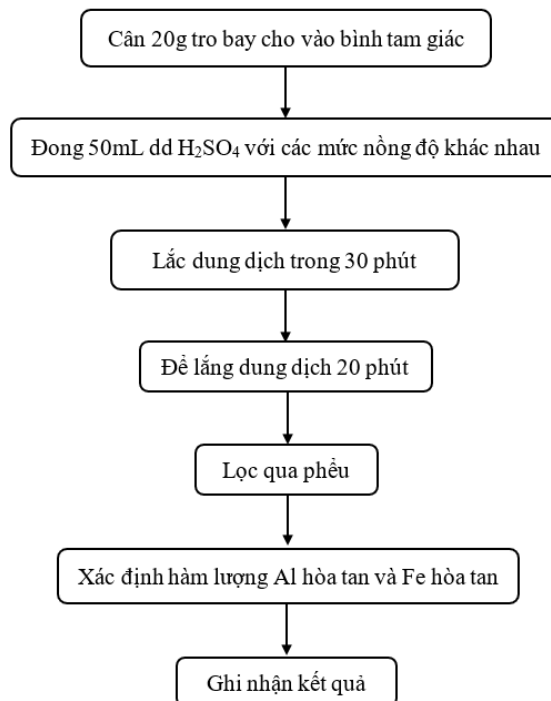 Cân 20g tro bay cho vào bình tam giác
Đong 50mL dd H₂SO₄ với các mức nồng độ khác nhau
Lắc dung dịch trong 30 phút
Để lắng dung dịch 20 phút
Lọc qua phểu
Xác định hàm lượng Al hòa tan và Fe hòa tan
Ghi nhận kết quả